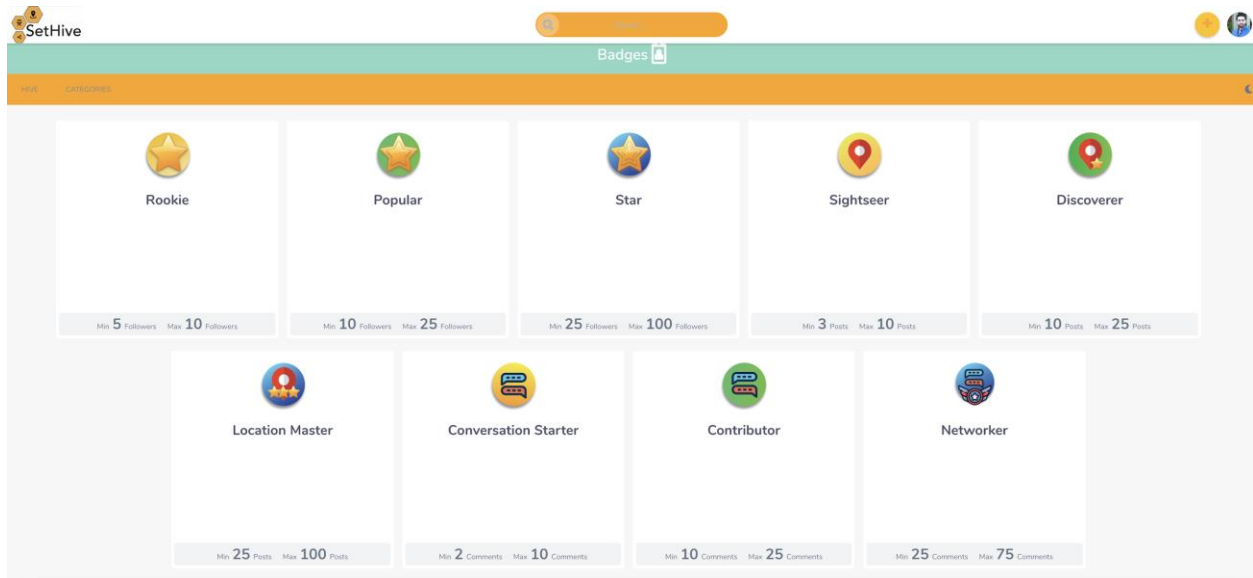 SetHive
Badges
HIVE CATEGORIES
Rookie Popular Star Sightseer Discoverer
Min 5 Followers Max 10 Followers Min 10 Followers Max 25 Followers Min 25 Followers Max 100 Followers Min 3 Posts Max 10 Posts Min 10 Posts Max 25 Posts
Location Master Conversation Starter Contributor Networker
Min 25 Posts Max 100 Posts Min 2 Comments Max 10 Comments Min 10 Comments Max 25 Comments Min 25 Comments Max 75 Comments